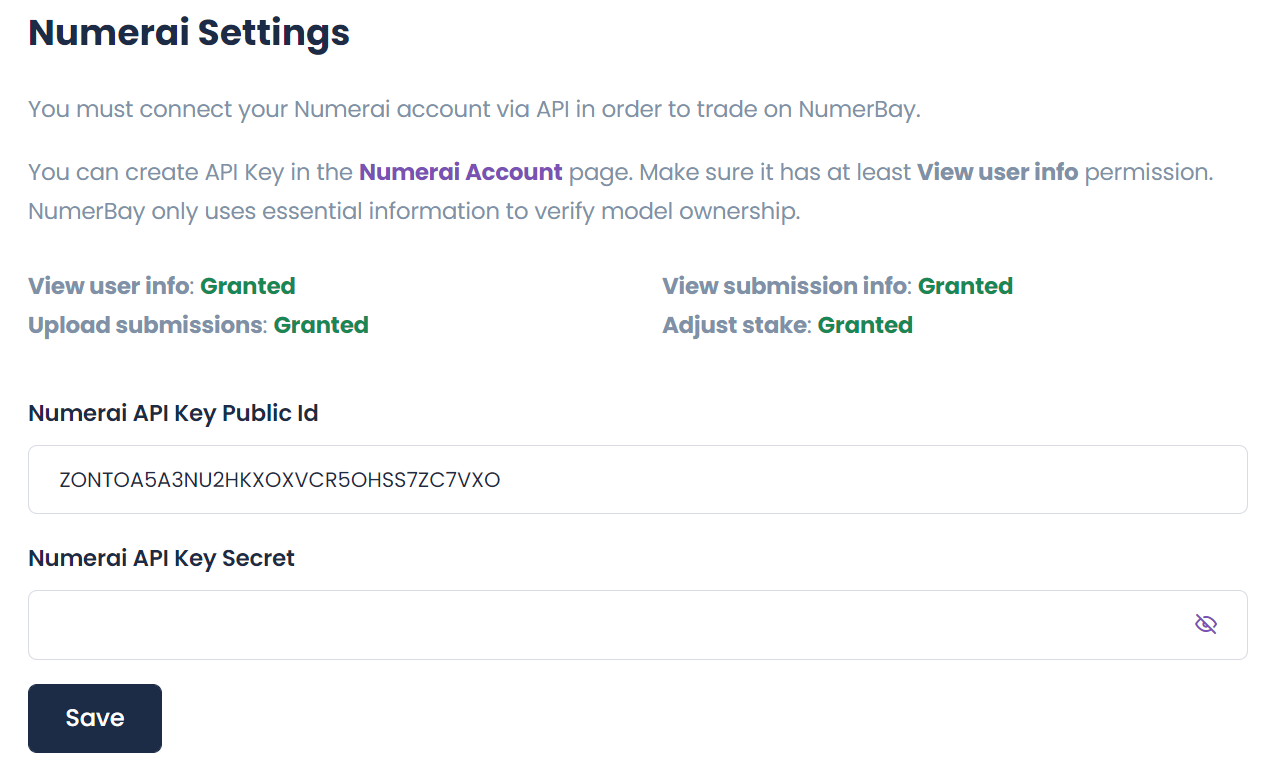 Numerai Settings
You must connect your Numerai account via API in order to trade on NumerBay.
You can create API Key in the Numerai Account page. Make sure it has at least View user info permission.
NumerBay only uses essential information to verify model ownership.
View user info: Granted
View submission info: Granted
Upload submissions: Granted
Adjust stake: Granted
Numerai API Key Public Id
ZONTOA5A3NU2HKXOXVCR5OHSS7ZC7VXO
Numerai API Key Secret
Save